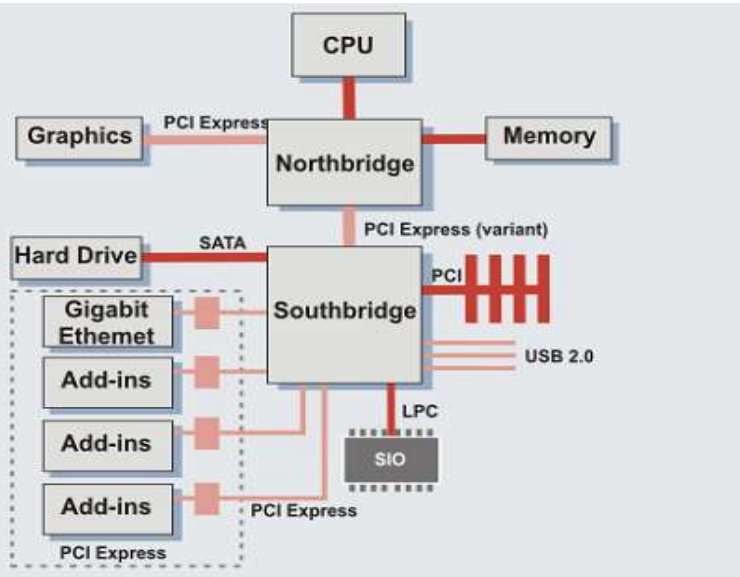 CPU
PCI Express
Graphics
Memory
Northbridge
PCI Express (variant)
SATA
Hard Drive
PCI
Southbridge
Gigabit
Ethemet
USB 2.0
Add-ins
LPC
Add-ins
SIO
Add-ins
PCI Express
PCI Express